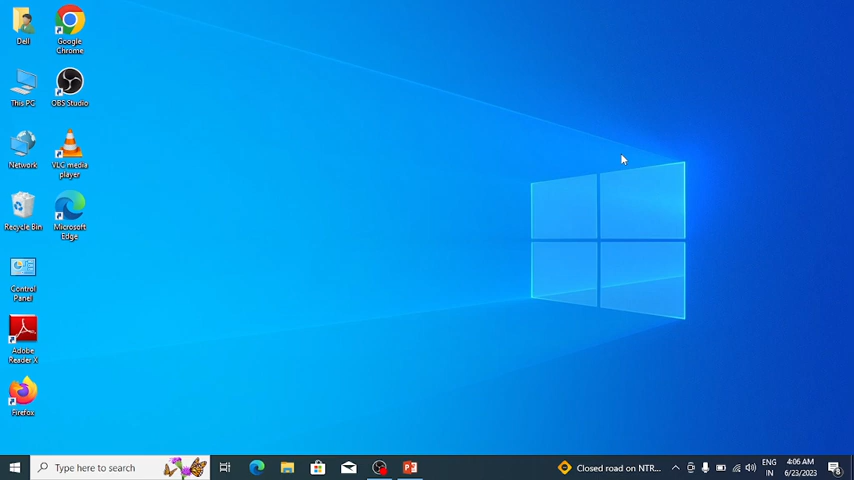 Dell
Google
Chrome
This PC
OBS Studio
Network
VLC media
player
Recycle Bin
Microsoft
Edge
Control
Panel
Adobe
Reader X
Firefox
Type here to search
Closed road on NTR...
ENG
IN
4:06 AM
6/23/2023
8